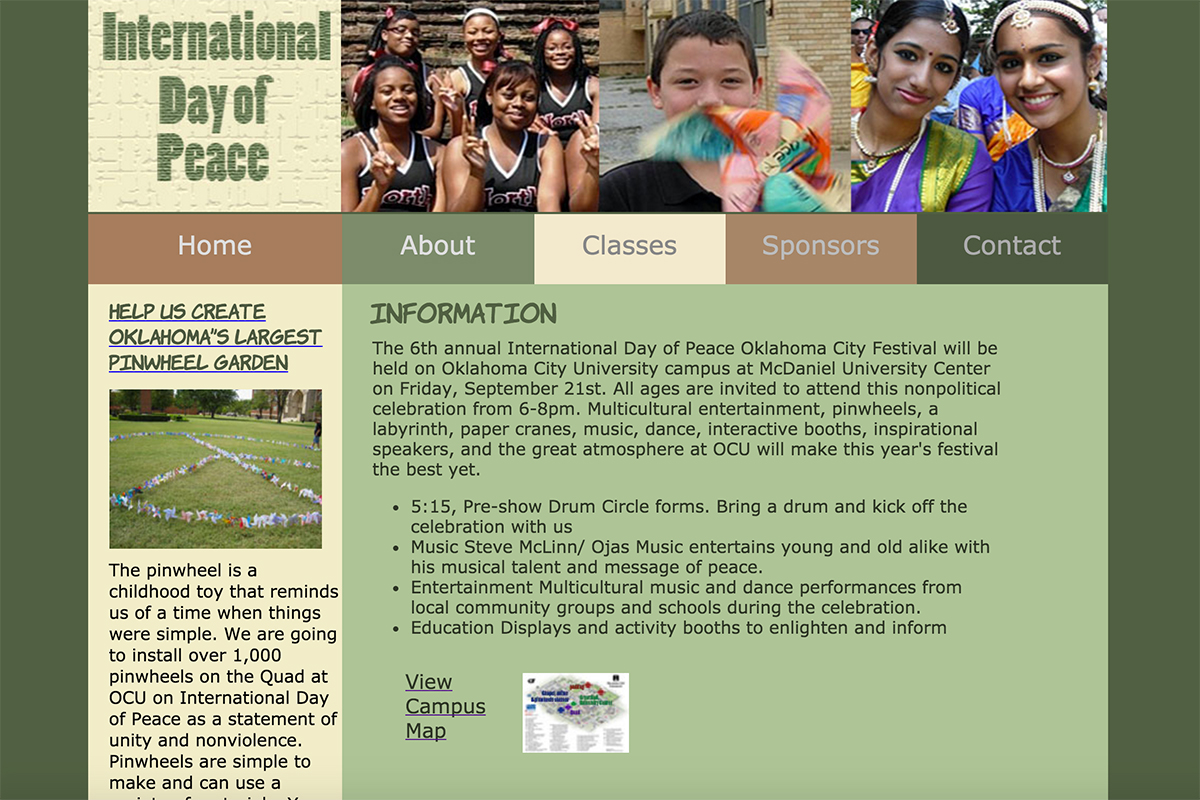 International
Day of
Peace
North
North
Home
About
Classes
Sponsors
Contact
HELP US CREATE
OKLAHOMA"S LARGEST
PINWHEEL GARDEN
The pinwheel is a
childhood toy that reminds
us of a time when things
were simple. We are going
to install over 1,000
pinwheels on the Quad at
OCU on International Day
of Peace as a statement of
unity and nonviolence.
Pinwheels are simple to
make and can use a
INFORMATION
The 6th annual International Day of Peace Oklahoma City Festival will be
held on Oklahoma City University campus at McDaniel University Center
on Friday, September 21st. All ages are invited to attend this nonpolitical
celebration from 6-8pm. Multicultural entertainment, pinwheels, a
labyrinth, paper cranes, music, dance, interactive booths, inspirational
speakers, and the great atmosphere at OCU will make this year's festival
the best yet.
• 5:15, Pre-show Drum Circle forms. Bring a drum and kick off the
celebration with us
• Music Steve McLinn/ Ojas Music entertains young and old alike with
his musical talent and message of peace.
• Entertainment Multicultural music and dance performances from
local community groups and schools during the celebration.
• Education Displays and activity booths to enlighten and inform
View
Campus
Map